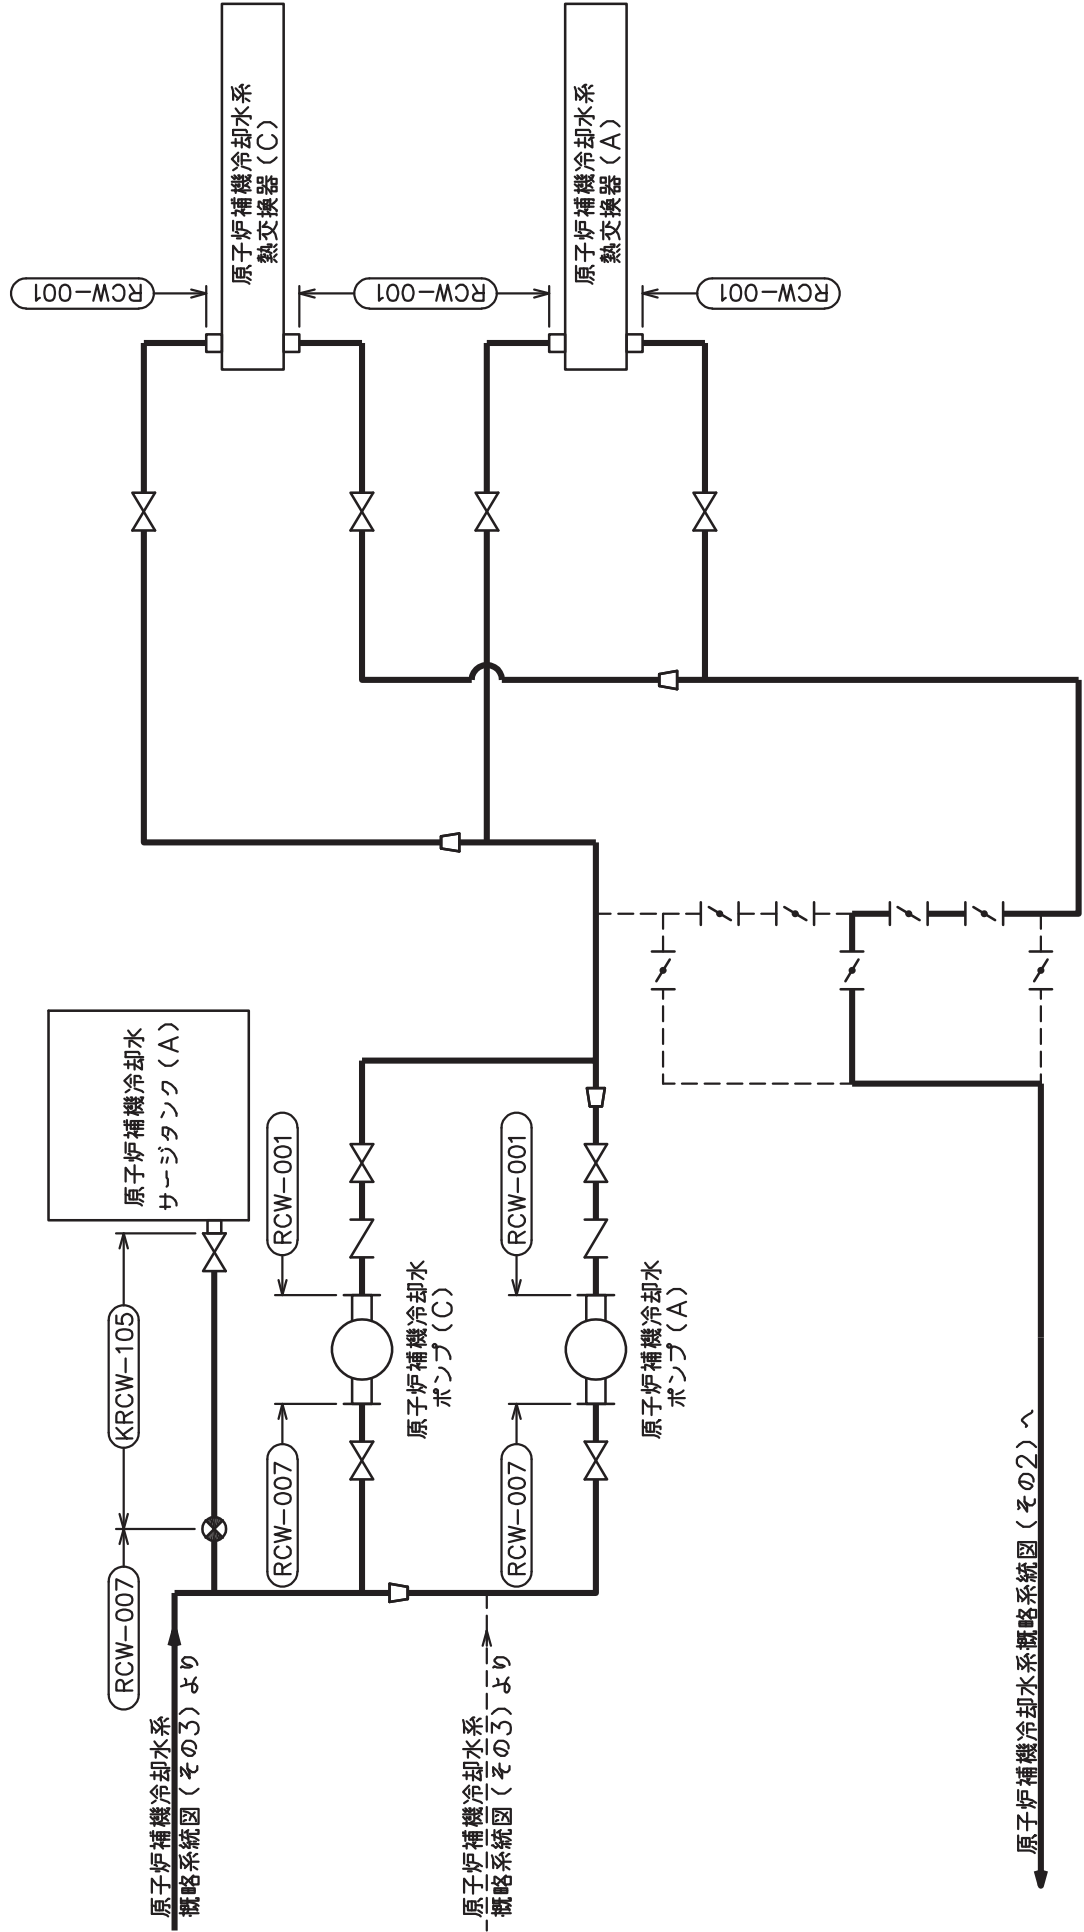 原子炉補機冷却水系
熱交換器(C)
原子炉補機冷却水系
熱交換器(A)
RCW-001
RCW-001
RCW-001
原子炉補機冷却水
サージタンク(A)
KRCW-105
RCW-007
RCW-001
RCW-007
原子炉補機冷却水
ポンプ(C)
RCW-001
RCW-007
原子炉補機冷却水
ポンプ(A)
原子炉補機冷却水系
概略系統図(その3)より
原子炉補機冷却水系
概略系統図(その3)より
原子炉補機冷却水系概略系統図(その2)へ